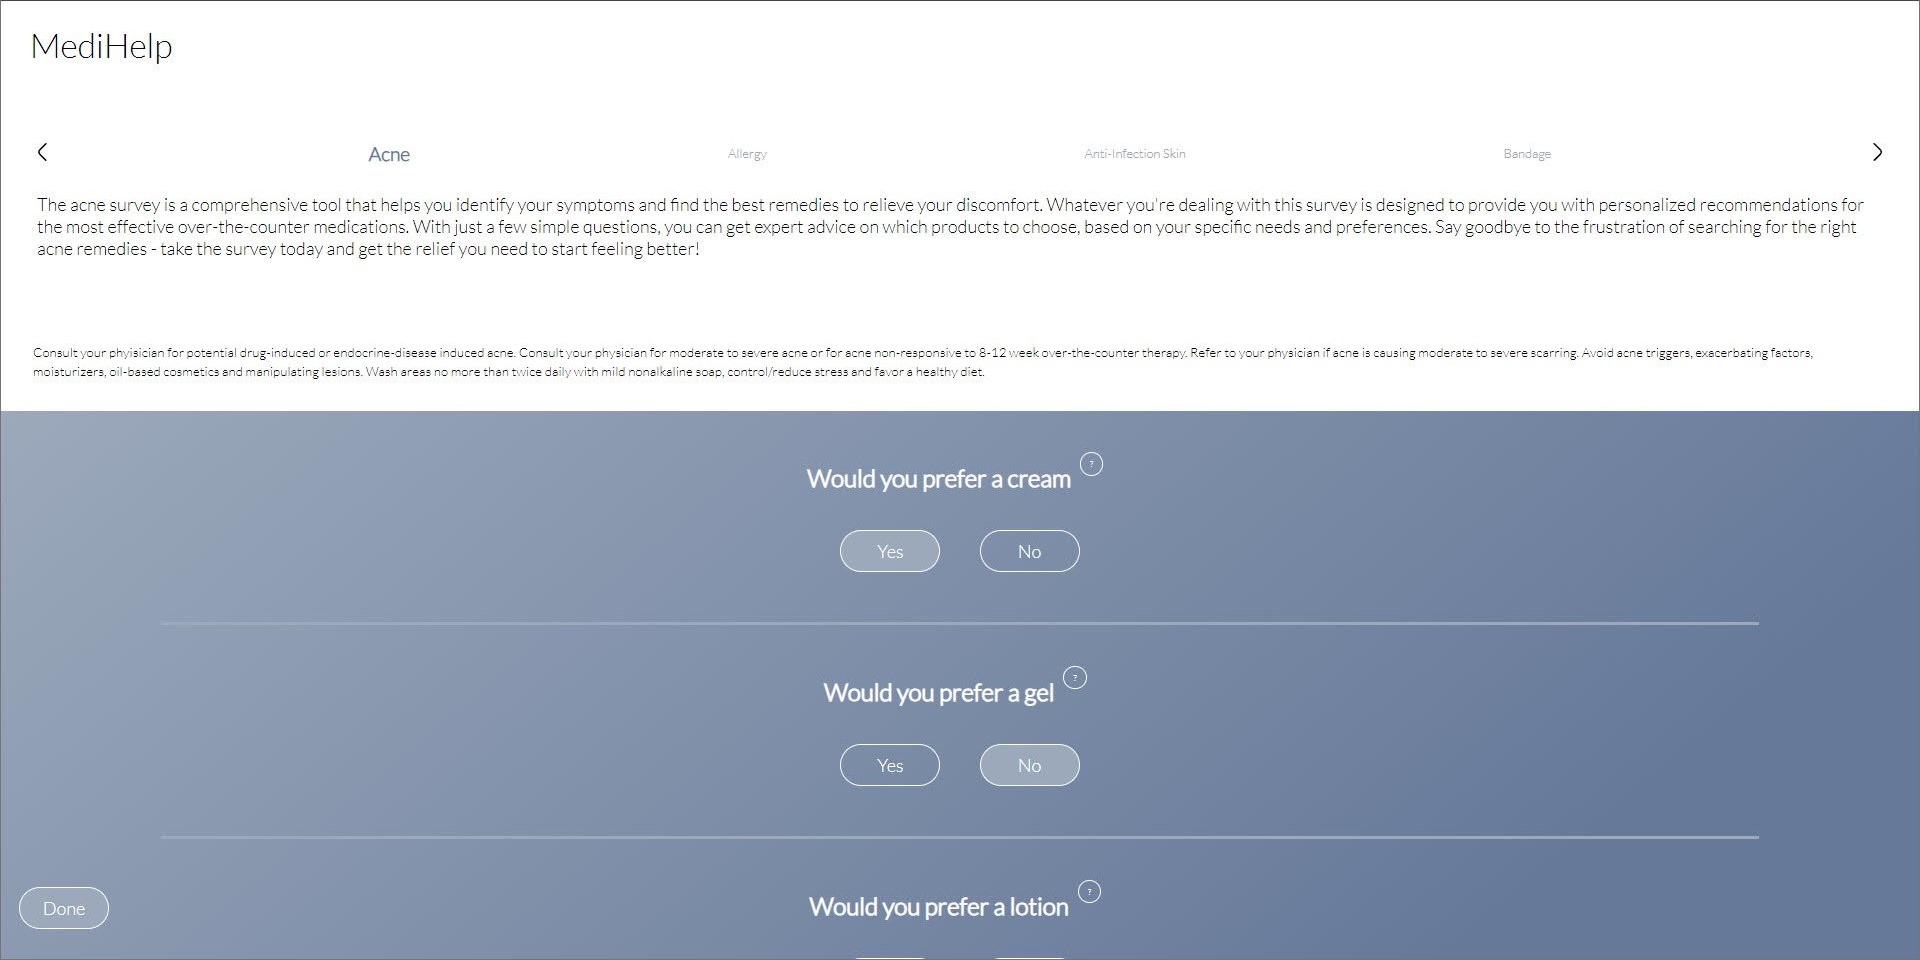 MediHelp
Acne Allergy Anti-Infection Skin Bandage
The acne survey is a comprehensive tool that helps you identify your symptoms and find the best remedies to relieve your discomfort. Whatever you're dealing with this survey is designed to provide you with personalized recommendations for
the most effective over-the-counter medications. With just a few simple questions, you can get expert advice on which products to choose, based on your specific needs and preferences. Say goodbye to the frustration of searching for the right
acne remedies - take the survey today and get the relief you need to start feeling better!
Consult your phyisician for potential drug-induced or endocrine-disease induced acne. Consult your physician for moderate to severe acne or for acne non-responsive to 8-12 week over-the-counter therapy. Refer to your physician if acne is causing moderate to severe scarring. Avoid acne triggers, exacerbating factors,
moisturizers, oil-based cosmetics and manipulating lesions. Wash areas no more than twice daily with mild nonalkaline soap, control/reduce stress and favor a healthy diet.
Would you prefer a cream ?
Yes No
Would you prefer a gel ?
Yes No
Would you prefer a lotion ?
Done